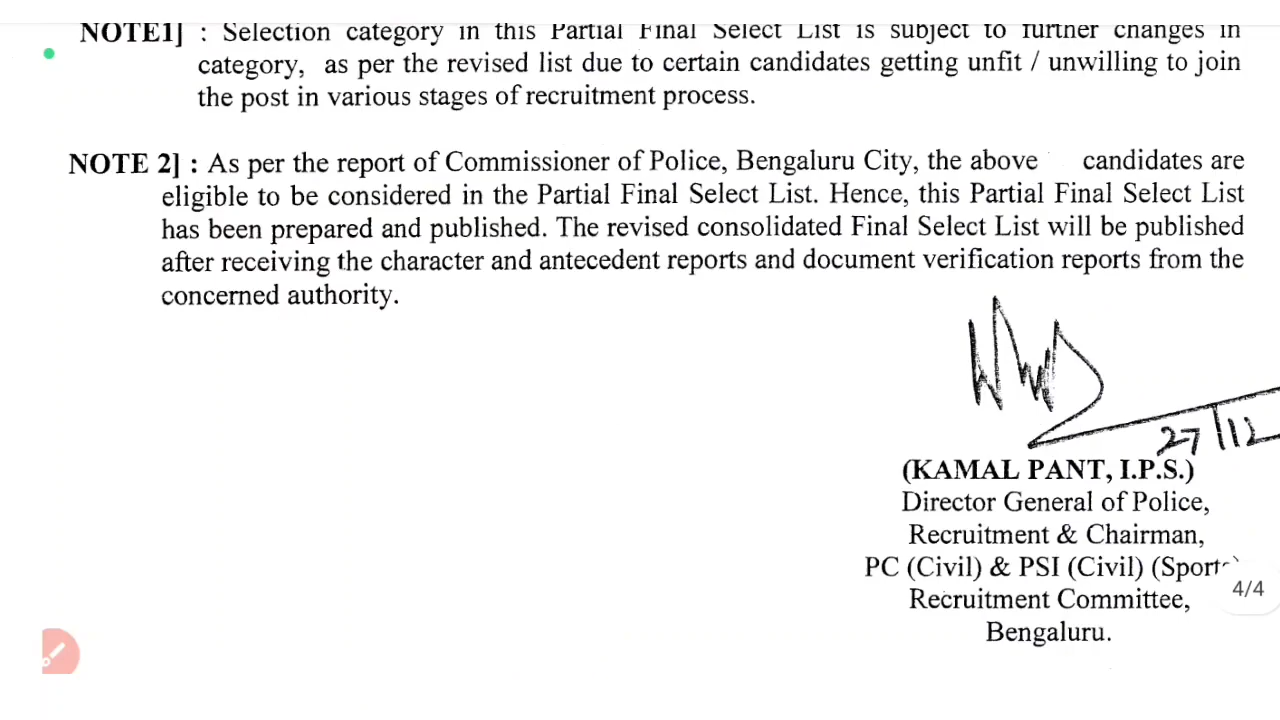 NOTE1] : Selection category in this Partial Final Select List is subject to further changes in
category, as per the revised list due to certain candidates getting unfit / unwilling to join
the post in various stages of recruitment process.
NOTE 2] : As per the report of Commissioner of Police, Bengaluru City, the above candidates are
eligible to be considered in the Partial Final Select List. Hence, this Partial Final Select List
has been prepared and published. The revised consolidated Final Select List will be published
after receiving the character and antecedent reports and document verification reports from the
concerned authority.
27/12
(KAMAL PANT, I.P.S.)
Director General of Police,
Recruitment & Chairman,
PC (Civil) & PSI (Civil) (Sports)
4/4
Recruitment Committee,
Bengaluru.